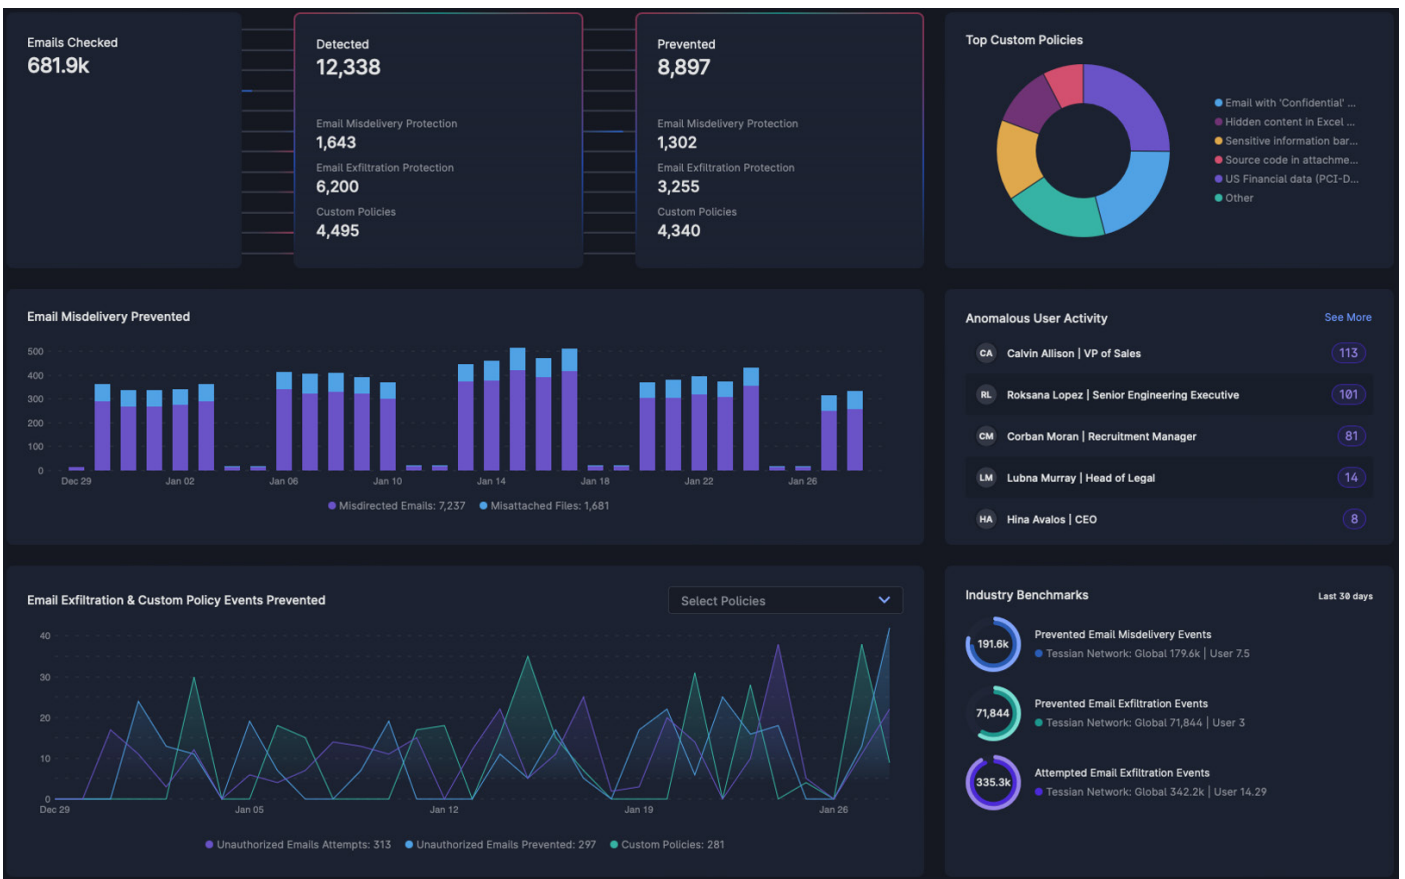 Emails Checked
681.9k
Detected
12,338
Email Misdelivery Protection
1,643
Email Exfiltration Protection
6,200
Custom Policies
4,495
Prevented
8,897
Email Misdelivery Protection
1,302
Email Exfiltration Protection
3,255
Custom Policies
4,340
Top Custom Policies
Email with 'Confidential' ...
Hidden content in Excel ...
Sensitive information bar...
Source code in attachme...
US Financial data (PCI-D...
Other
Email Misdelivery Prevented
500
400
300
200
100
0
Dec 29 Jan 02 Jan 06 Jan 10 Jan 14 Jan 18 Jan 22 Jan 26
Misdirected Emails: 7,237 Misattached Files: 1,681
Anomalous User Activity See More
CA Calvin Allison | VP of Sales 113
RL Roksana Lopez | Senior Engineering Executive 101
CM Corban Moran | Recruitment Manager 81
LM Lubna Murray | Head of Legal 14
HA Hina Avalos | CEO 8
Email Exfiltration & Custom Policy Events Prevented Select Policies
40
30
20
10
0
Dec 29 Jan 05 Jan 12 Jan 19 Jan 26
Unauthorized Emails Attempts: 313 Unauthorized Emails Prevented: 297 Custom Policies: 281
Industry Benchmarks Last 30 days
191.6k
Prevented Email Misdelivery Events
Tessian Network: Global 179.6k | User 7.5
71,844
Prevented Email Exfiltration Events
Tessian Network: Global 71,844 | User 3
335.3k
Attempted Email Exfiltration Events
Tessian Network: Global 342.2k | User 14.29